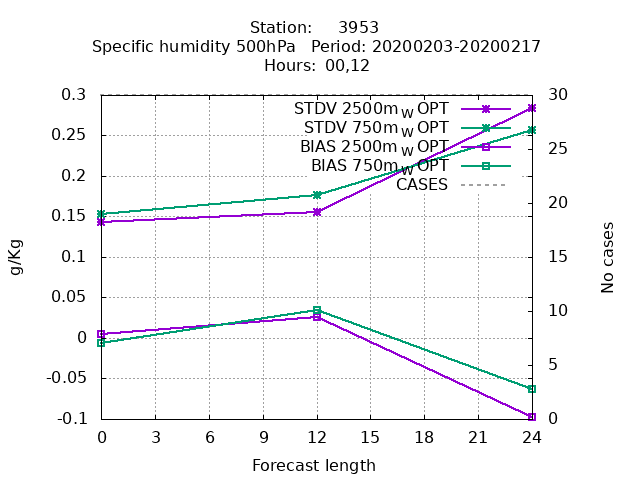 Station: 3953
Specific humidity 500hPa Period: 20200203-20200217
Hours: 00,12
0.3
0.25
0.2
0.15
0.1
0.05
0
-0.05
-0.1
30
25
20
15
10
5
0
STDV 2500m W OPT
STDV 750m W OPT
BIAS 2500m W OPT
BIAS 750m W OPT
CASES
g/Kg
No cases
0 3 6 9 12 15 18 21 24
Forecast length